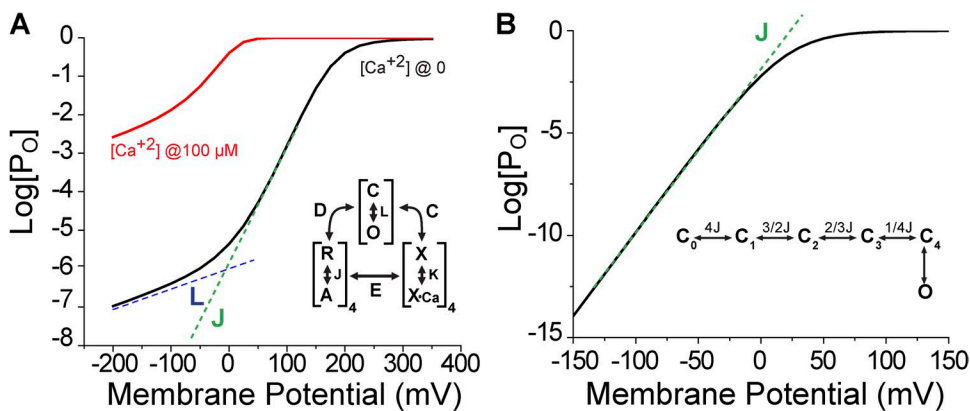 A
B
0
-1
-2
-3
-4
-5
-6
-7
-8
Log[PO]
[Ca+2] @ 0
[Ca+2] @100 µM
L
J
D
C
L
O
C
R
J
A
4
E
X
K
X•Ca
4
-200 -100 0 100 200 300
Membrane Potential (mV)
J
0
-5
-10
-15
Log[PO]
C0 4J C1 3/2J C2 2/3J C3 1/4J C4
O
-150 -100 -50 0 50 100 150
Membrane Potential (mV)